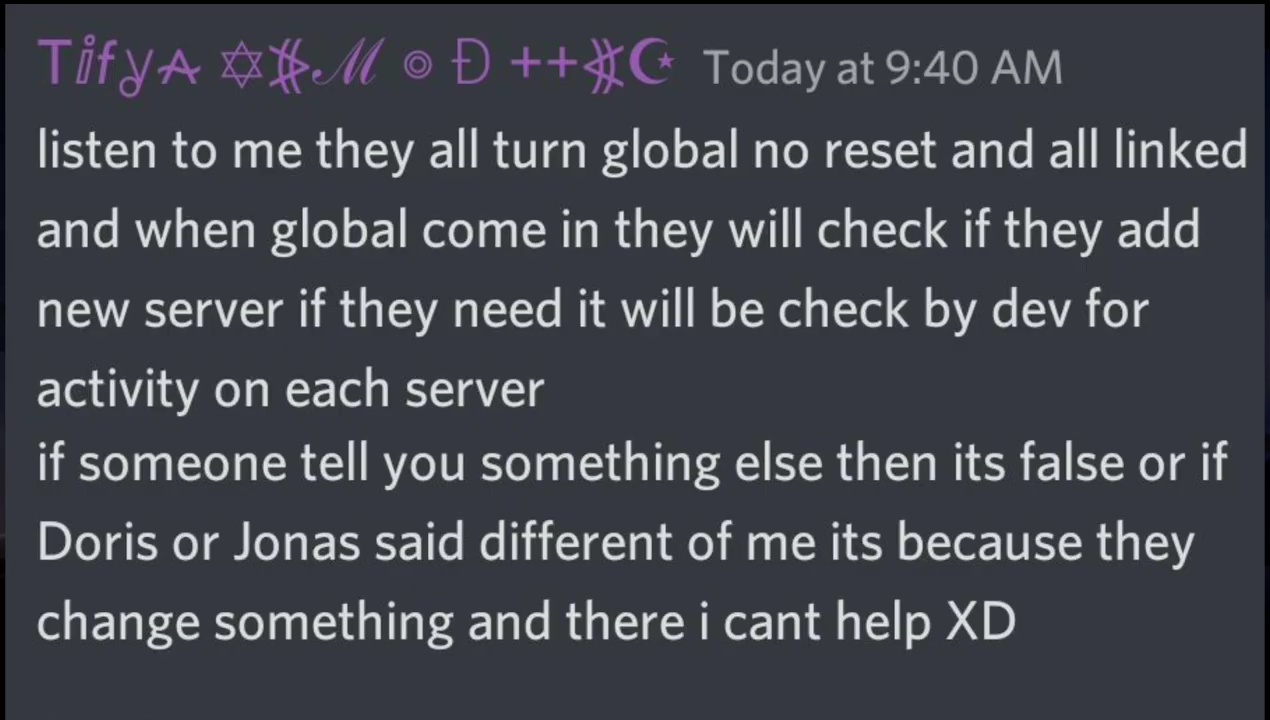 TⅈfyA ✡⦕ℳ ⌾ Đ ++⦖☪ Today at 9:40 AM
listen to me they all turn global no reset and all linked
and when global come in they will check if they add
new server if they need it will be check by dev for
activity on each server
if someone tell you something else then its false or if
Doris or Jonas said different of me its because they
change something and there i cant help XD